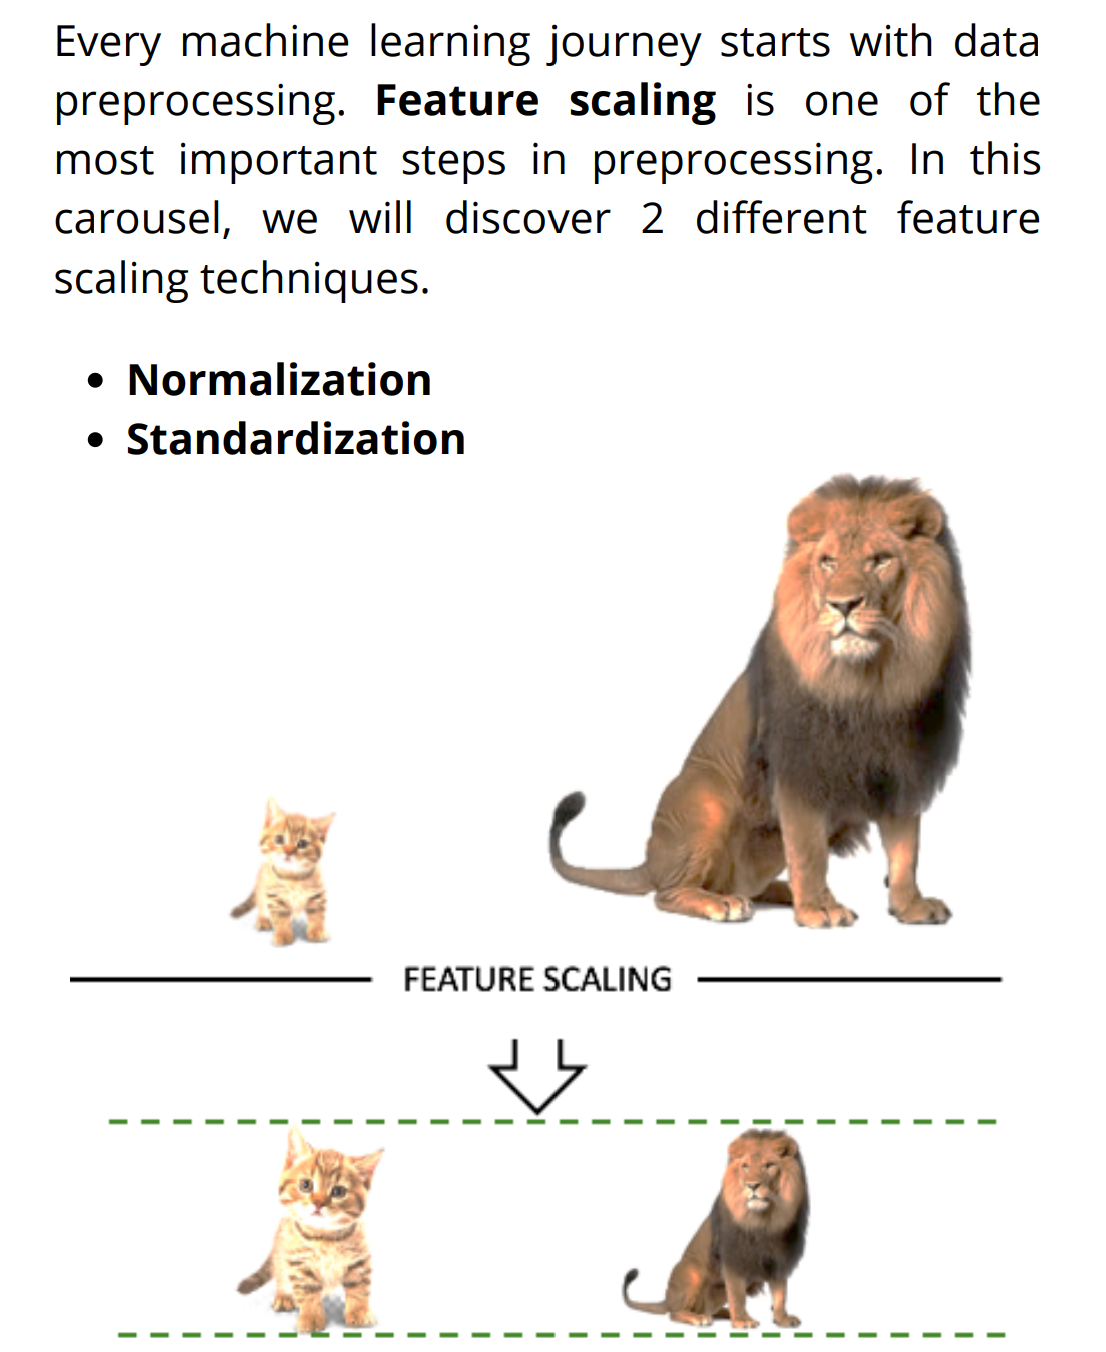 Every machine learning journey starts with data
preprocessing. Feature scaling is one of the
most important steps in preprocessing. In this
carousel, we will discover 2 different feature
scaling techniques.
• Normalization
• Standardization
FEATURE SCALING